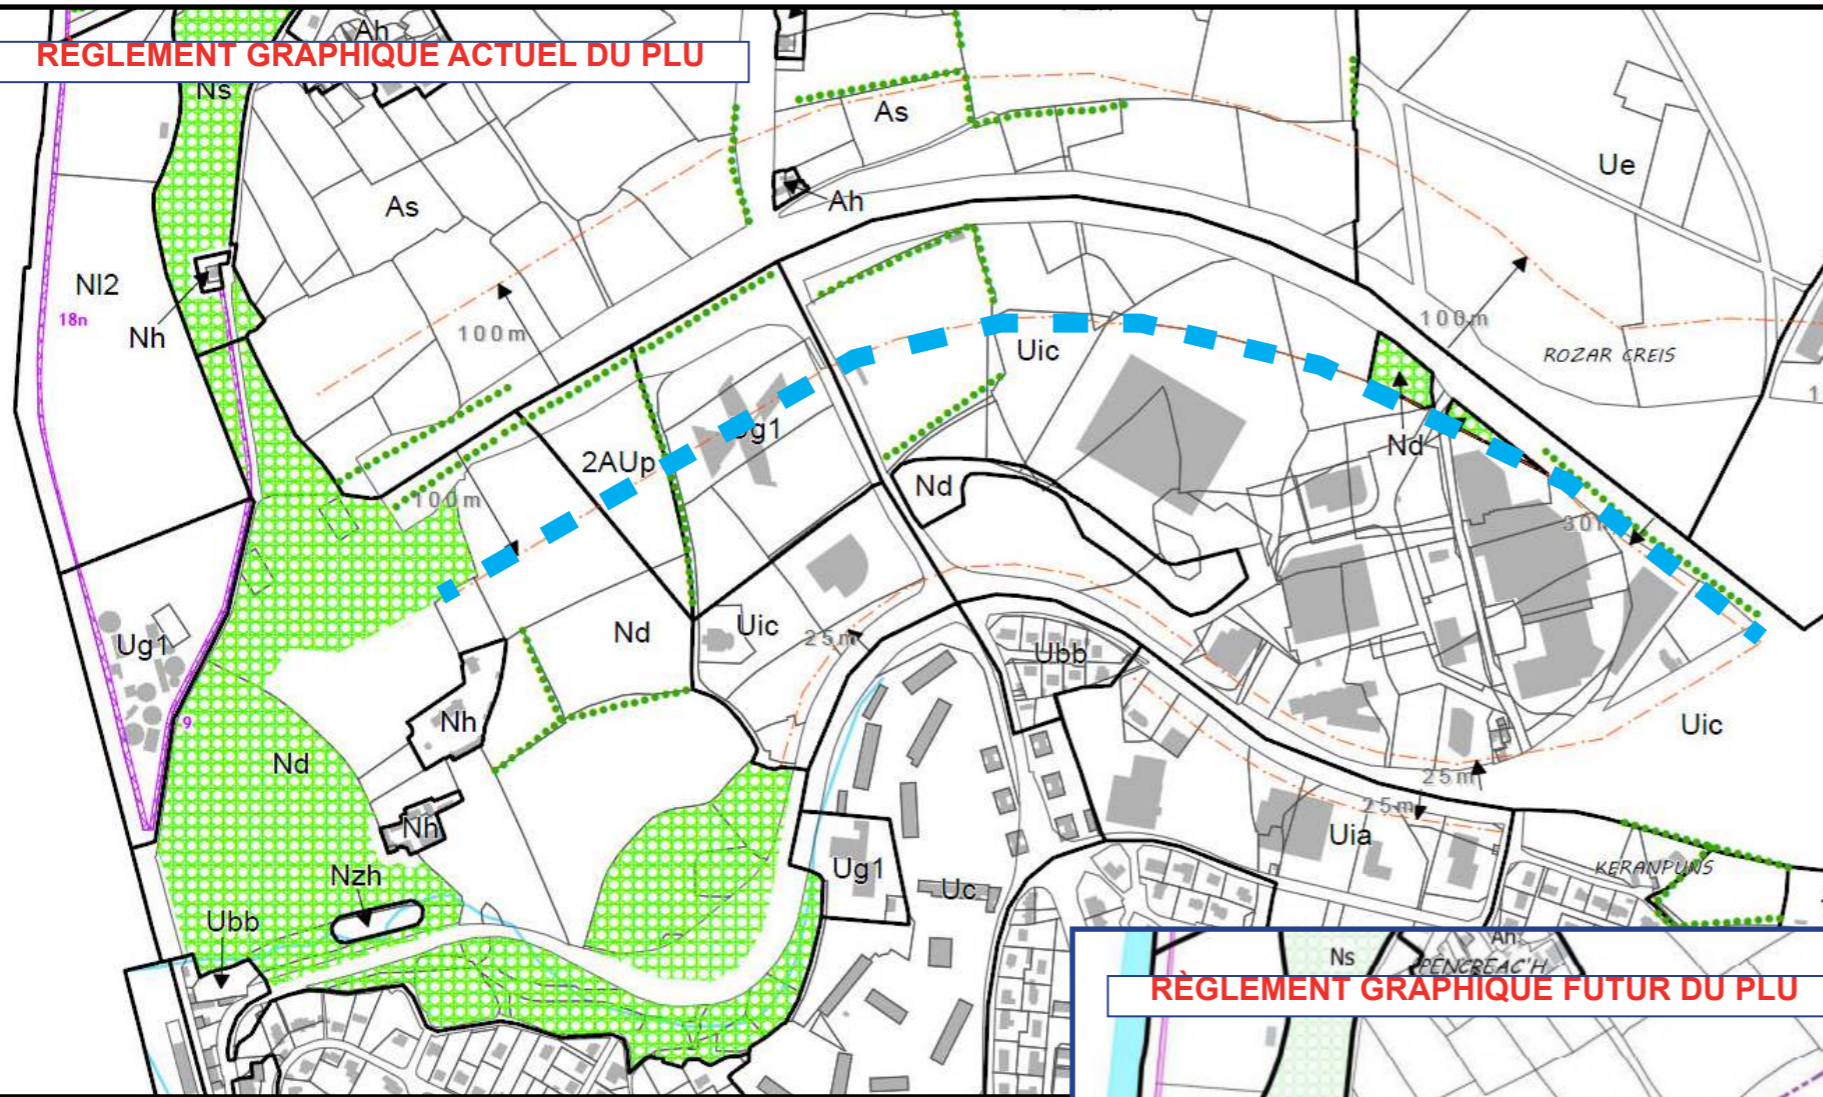 Ah
RÈGLEMENT GRAPHIQUE ACTUEL DU PLU
Ns
As
Ue
As
Ah
Nl2
18n
Nh
100m
100m
Uic
ROZAR CREIS
1
Ug1
2AUp
Nd
Nd
100m
30m
Ug1
Nd
Uic
25m
Ubb
9
Nh
Uic
Nd
25m
25m
Nh
Uia
Nzh
Ug1
Uc
KERANPUNS
Ubb
Ns
Ah
PENCREAC'H
RÈGLEMENT GRAPHIQUE FUTUR DU PLU